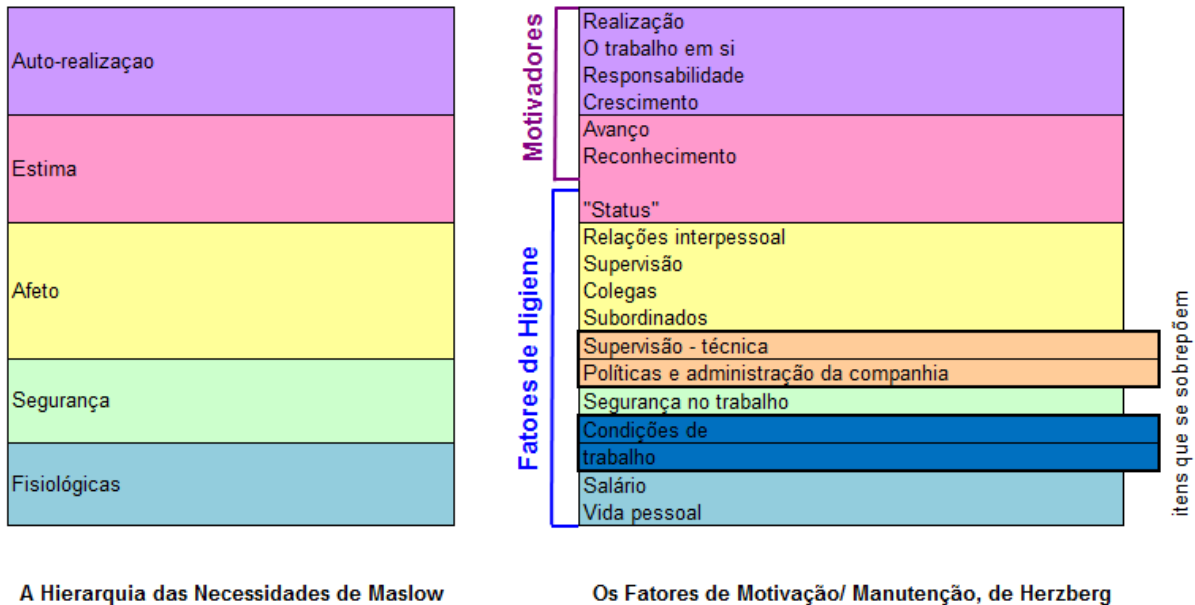 Auto-realizaçao
Estima
Afeto
Segurança
Fisiológicas
A Hierarquia das Necessidades de Maslow
Motivadores
Fatores de Higiene
Realização
O trabalho em si
Responsabilidade
Crescimento
Avanço
Reconhecimento
"Status"
Relações interpessoal
Supervisão
Colegas
Subordinados
Supervisão - técnica
Políticas e administração da companhia
Segurança no trabalho
Condições de
trabalho
Salário
Vida pessoal
itens que se sobrepõem
Os Fatores de Motivação/ Manutenção, de Herzberg